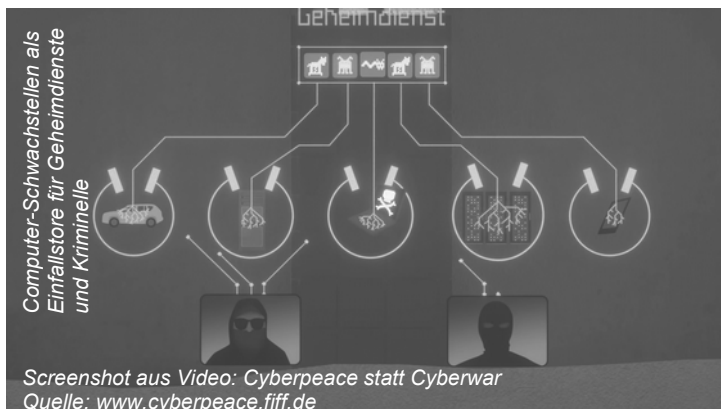 Geheimdienst
Computer-Schwachstellen als
Einfallstore für Geheimdienste
und Kriminelle
Screenshot aus Video: Cyberpeace statt Cyberwar
Quelle: www.cyberpeace.fiff.de